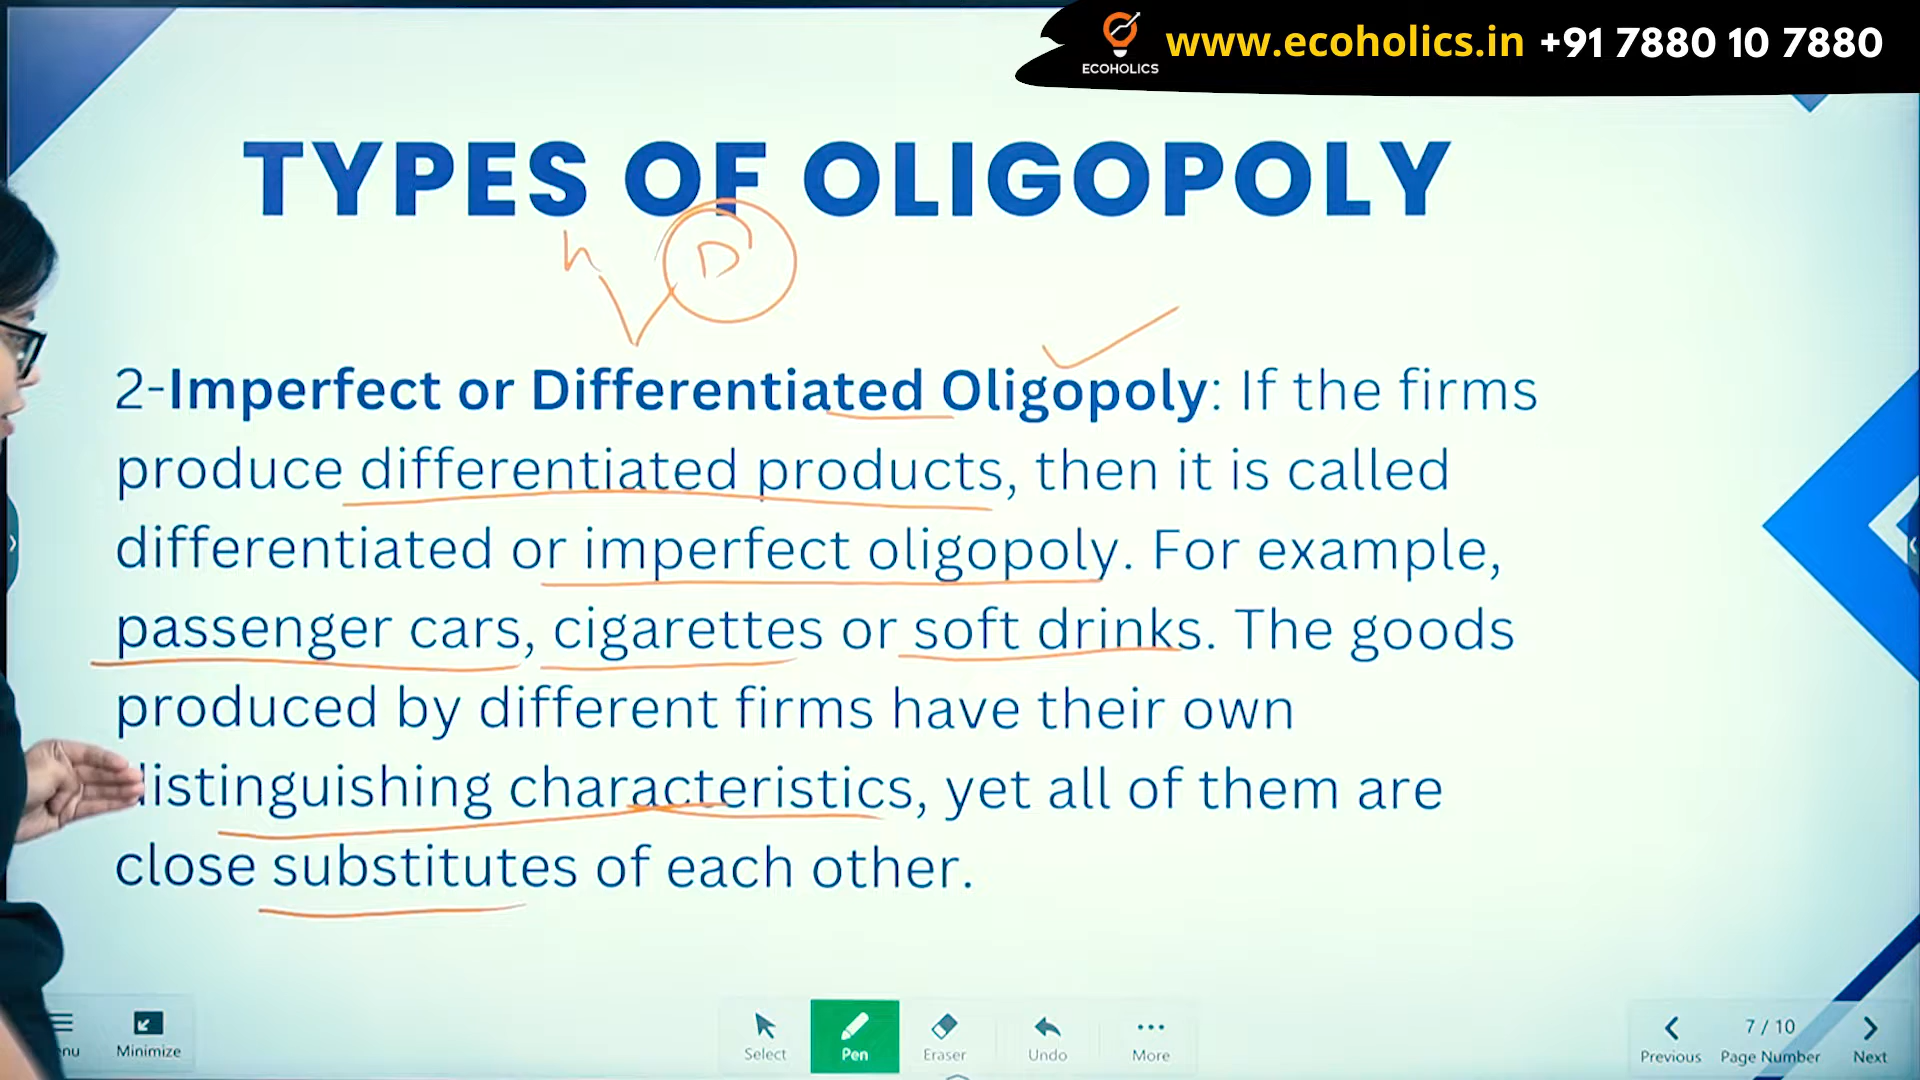 www.ecoholics.in +91 7880 10 7880
ECOHOLICS
TYPES OF OLIGOPOLY
h D
2-Imperfect or Differentiated Oligopoly: If the firms
produce differentiated products, then it is called
differentiated or imperfect oligopoly. For example,
passenger cars, cigarettes or soft drinks. The goods
produced by different firms have their own
distinguishing characteristics, yet all of them are
close substitutes of each other.
Minimize
Select Pen Eraser Undo More
7 / 10
Previous Page Number Next